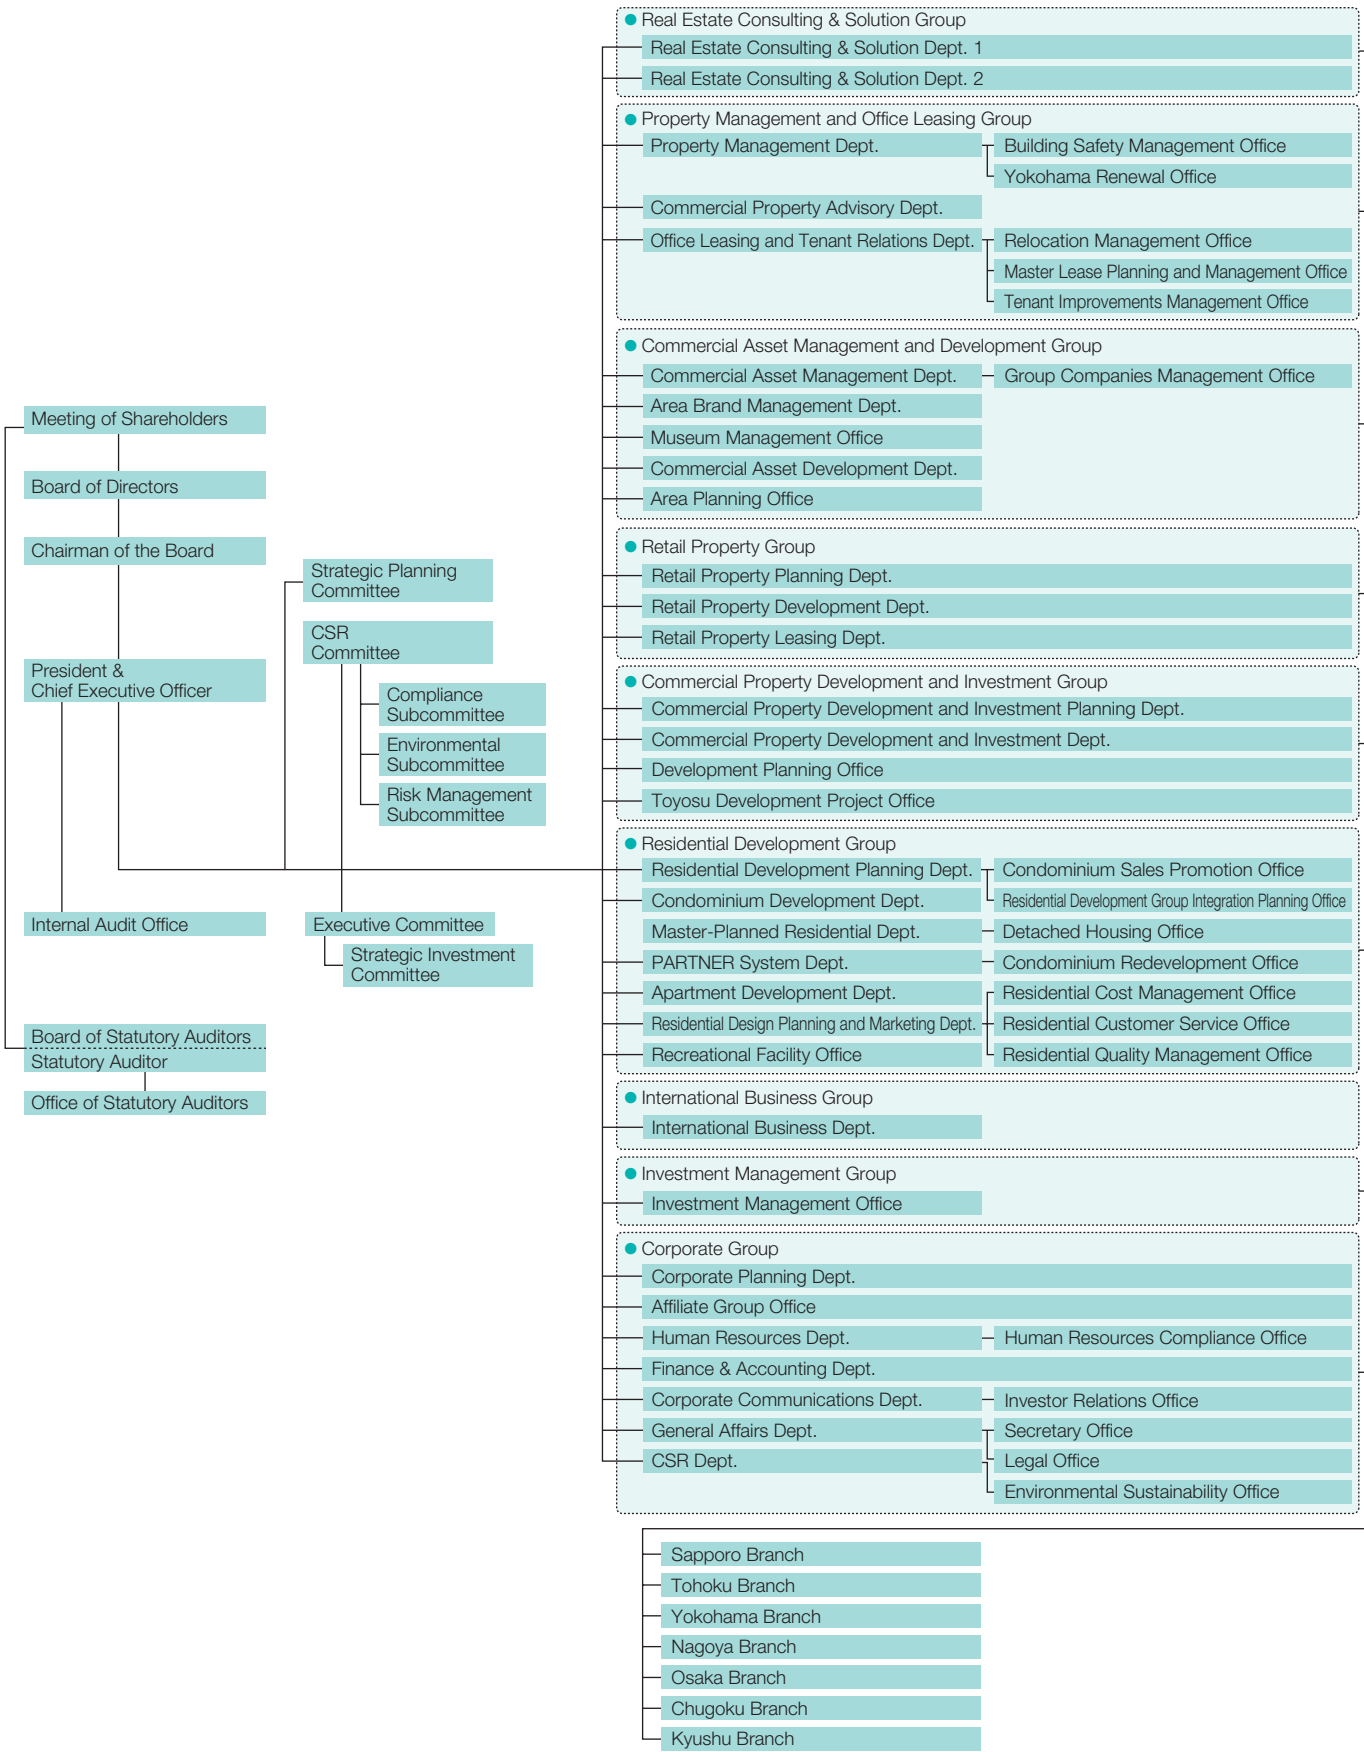 Meeting of Shareholders
Board of Directors
Chairman of the Board
President &
Chief Executive Officer
Internal Audit Office
Board of Statutory Auditors
Statutory Auditor
Office of Statutory Auditors
Strategic Planning
Committee
CSR
Committee
Compliance
Subcommittee
Environmental
Subcommittee
Risk Management
Subcommittee
Executive Committee
Strategic Investment
Committee
Real Estate Consulting & Solution Group
Real Estate Consulting & Solution Dept. 1
Real Estate Consulting & Solution Dept. 2
Property Management and Office Leasing Group
Property Management Dept.
Building Safety Management Office
Yokohama Renewal Office
Commercial Property Advisory Dept.
Office Leasing and Tenant Relations Dept.
Relocation Management Office
Master Lease Planning and Management Office
Tenant Improvements Management Office
Commercial Asset Management and Development Group
Commercial Asset Management Dept.
Group Companies Management Office
Area Brand Management Dept.
Museum Management Office
Commercial Asset Development Dept.
Area Planning Office
Retail Property Group
Retail Property Planning Dept.
Retail Property Development Dept.
Retail Property Leasing Dept.
Commercial Property Development and Investment Group
Commercial Property Development and Investment Planning Dept.
Commercial Property Development and Investment Dept.
Development Planning Office
Toyosu Development Project Office
Residential Development Group
Residential Development Planning Dept.
Condominium Sales Promotion Office
Condominium Development Dept.
Residential Development Group Integration Planning Office
Master-Planned Residential Dept.
Detached Housing Office
PARTNER System Dept.
Condominium Redevelopment Office
Apartment Development Dept.
Residential Cost Management Office
Residential Design Planning and Marketing Dept.
Residential Customer Service Office
Recreational Facility Office
Residential Quality Management Office
International Business Group
International Business Dept.
Investment Management Group
Investment Management Office
Corporate Group
Corporate Planning Dept.
Affiliate Group Office
Human Resources Dept.
Human Resources Compliance Office
Finance & Accounting Dept.
Corporate Communications Dept.
Investor Relations Office
General Affairs Dept.
Secretary Office
CSR Dept.
Legal Office
Environmental Sustainability Office
Sapporo Branch
Tohoku Branch
Yokohama Branch
Nagoya Branch
Osaka Branch
Chugoku Branch
Kyushu Branch